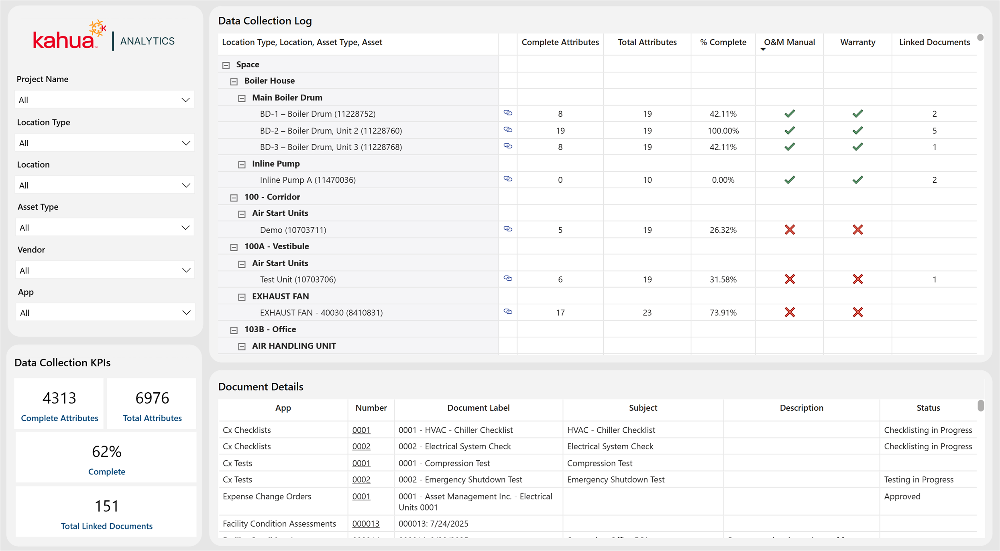 kahua™ | ANALYTICS
K
Project Name
All
Location Type
All
Location
All
Asset Type
All
Vendor
All
App
All
Data Collection KPIs
4313
Complete Attributes
6976
Total Attributes
62%
Complete
151
Total Linked Documents
Data Collection Log
Location Type, Location, Asset Type, Asset Complete Attributes Total Attributes % Complete O&M Manual Warranty Linked Documents
Space
Boiler House
Main Boiler Drum
BD-1 – Boiler Drum (11228752) 8 19 42.11% 2
BD-2 – Boiler Drum, Unit 2 (11228760) 19 19 100.00% 5
BD-3 – Boiler Drum, Unit 3 (11228768) 8 19 42.11% 1
Inline Pump
Inline Pump A (11470036) 0 10 0.00% 2
100 - Corridor
Air Start Units
Demo (10703711) 5 19 26.32%
100A - Vestibule
Air Start Units
Test Unit (10703706) 6 19 31.58% 1
EXHAUST FAN
EXHAUST FAN - 40030 (8410831) 17 23 73.91%
103B - Office
AIR HANDLING UNIT
Document Details
App Number Document Label Subject Description Status
Cx Checklists 0001 0001 - HVAC - Chiller Checklist HVAC - Chiller Checklist Checklisting in Progress
Cx Checklists 0002 0002 - Electrical System Check Electrical System Check Checklisting in Progress
Cx Tests 0001 0001 - Compression Test Compression Test
Cx Tests 0002 0002 - Emergency Shutdown Test Emergency Shutdown Test Testing in Progress
Expense Change Orders 0001 0001 - Asset Management Inc. - Electrical Approved
Units 0001
Facility Condition Assessments 000013 000013: 7/24/2025